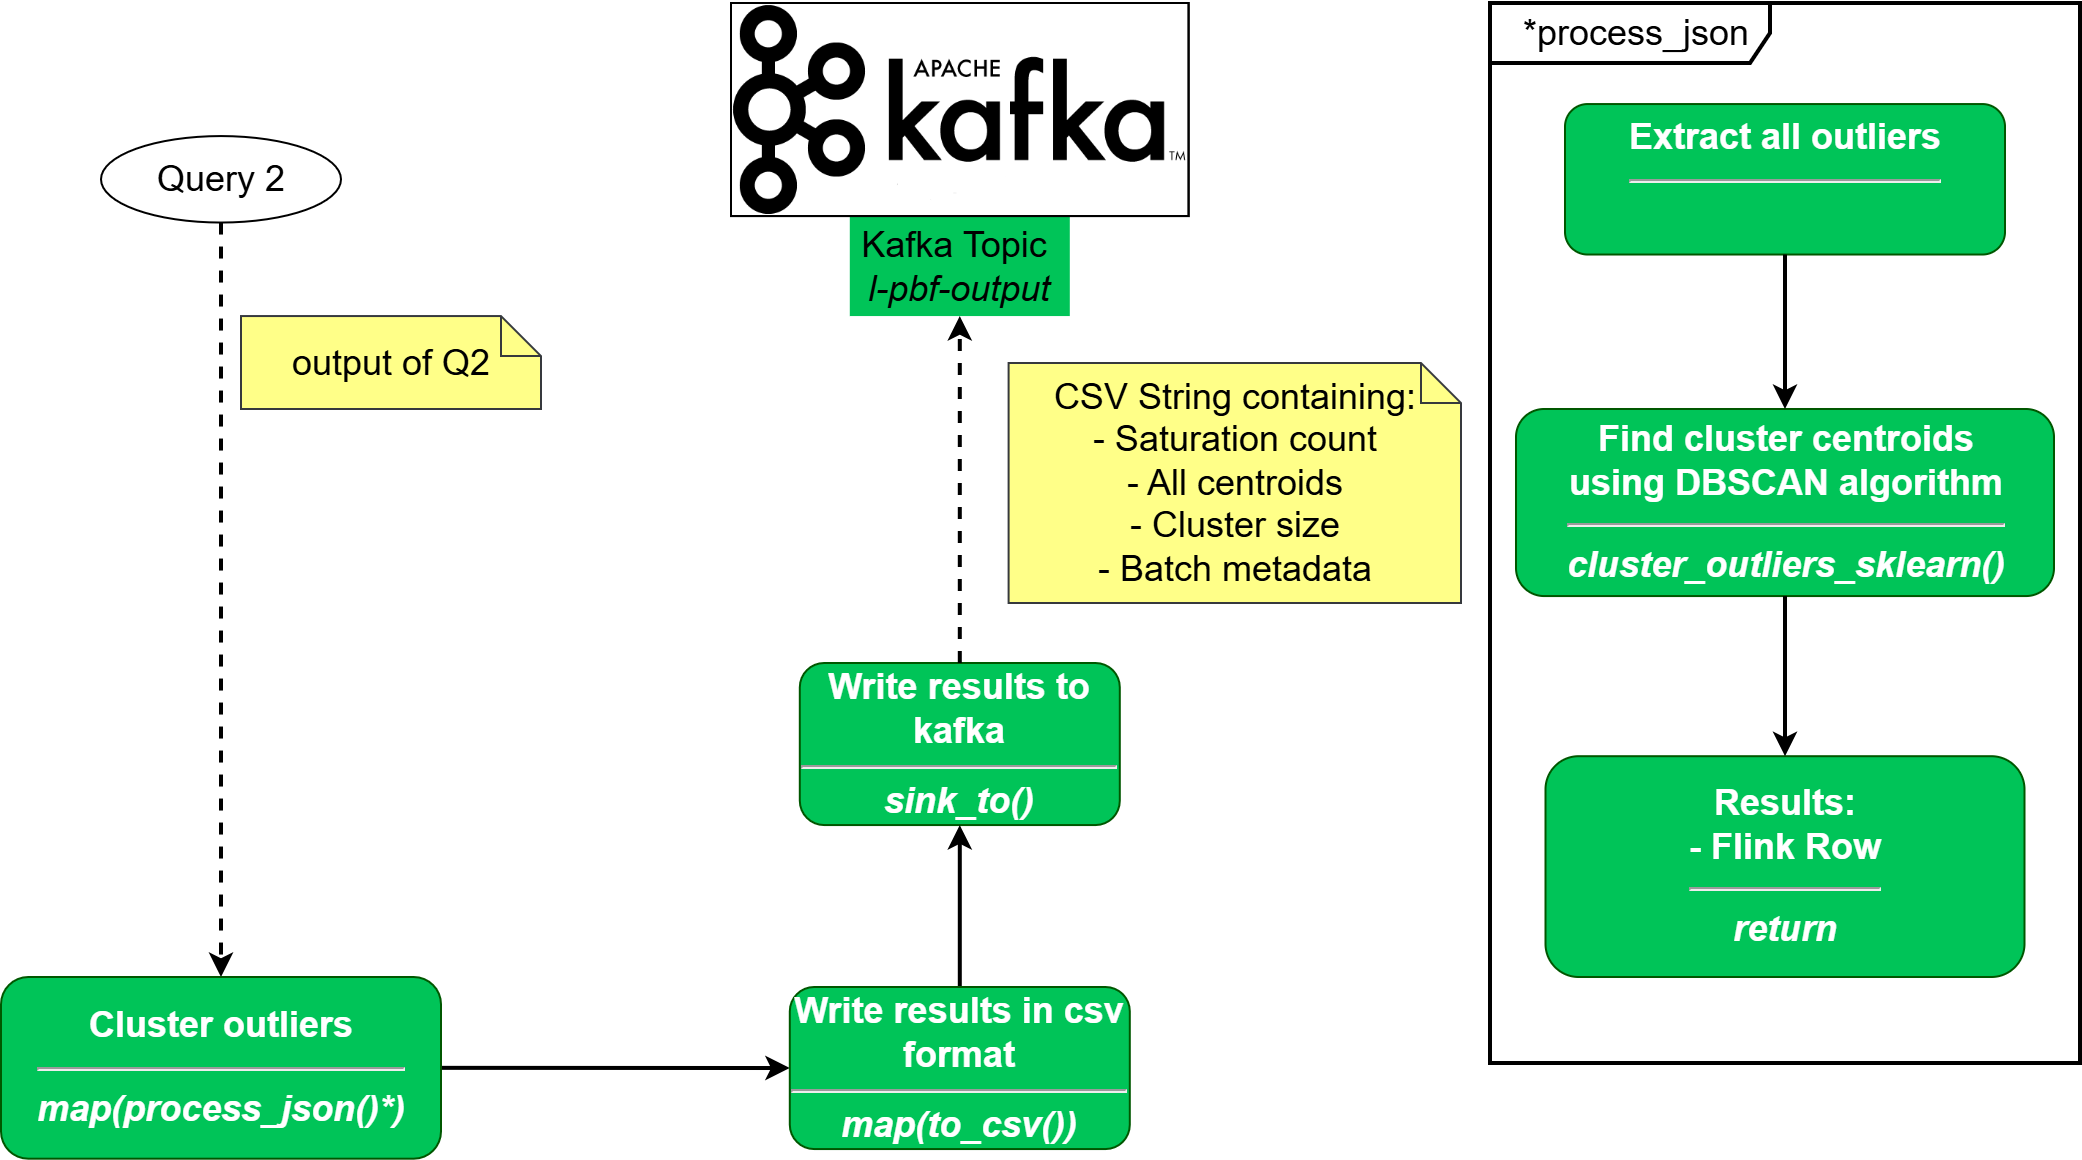 Query 2
output of Q2
Cluster outliers
map(process_json()*)
Write results in csv
format
map(to_csv())
Write results to
kafka
sink_to()
CSV String containing:
- Saturation count
- All centroids
- Cluster size
- Batch metadata
APACHE
kafka
TM
Kafka Topic
l-pbf-output
*process_json
Extract all outliers
Find cluster centroids
using DBSCAN algorithm
cluster_outliers_sklearn()
Results:
- Flink Row
return